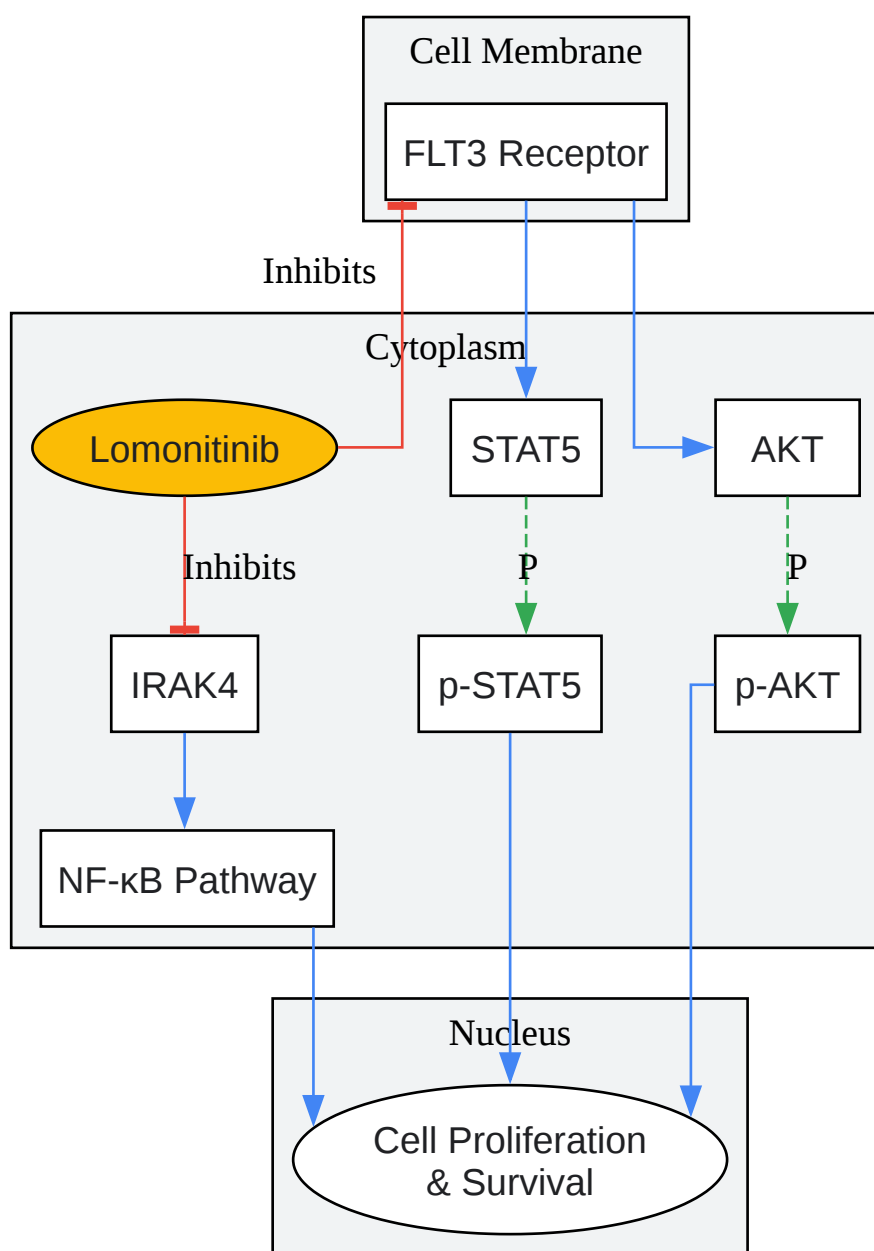 Cell Membrane
FLT3 Receptor
Inhibits
Cytoplasm
Lomonitinib
STAT5
AKT
Inhibits
P
P
IRAK4
p-STAT5
p-AKT
NF-κB Pathway
Nucleus
Cell Proliferation
& Survival